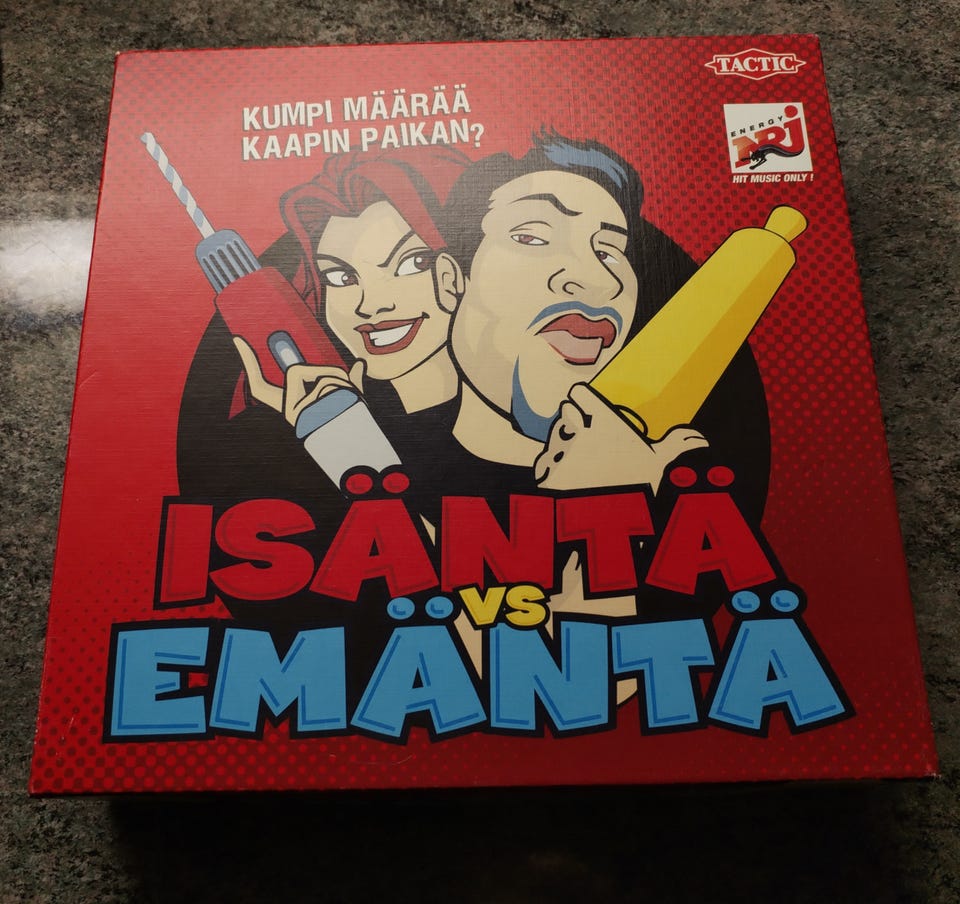 TACTIC
KUMPI MÄÄRÄÄ
KAAPIN PAIKAN?
ENERGY
NRJ
HIT MUSIC ONLY!
ISÄNTÄ
VS
EMÄNTÄ